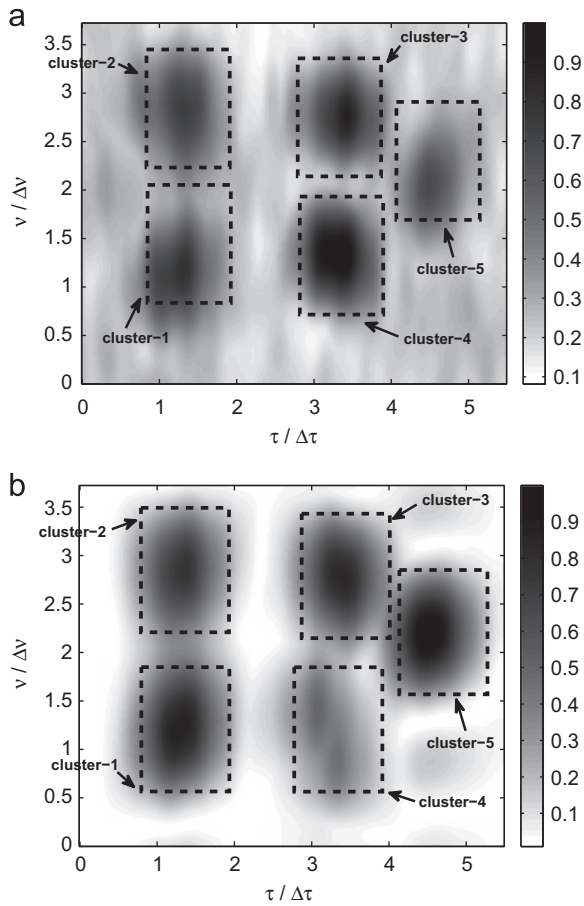 a
3.5
3
2.5
2
1.5
1
0.5
0
ν / Δν
cluster−2
cluster−3
cluster−1
cluster−5
cluster−4
0 1 2 3 4 5
τ / Δτ
0.9
0.8
0.7
0.6
0.5
0.4
0.3
0.2
0.1
b
3.5
3
2.5
2
1.5
1
0.5
0
ν / Δν
cluster−2
cluster−3
cluster−1
cluster−5
cluster−4
0 1 2 3 4 5
τ / Δτ
0.9
0.8
0.7
0.6
0.5
0.4
0.3
0.2
0.1